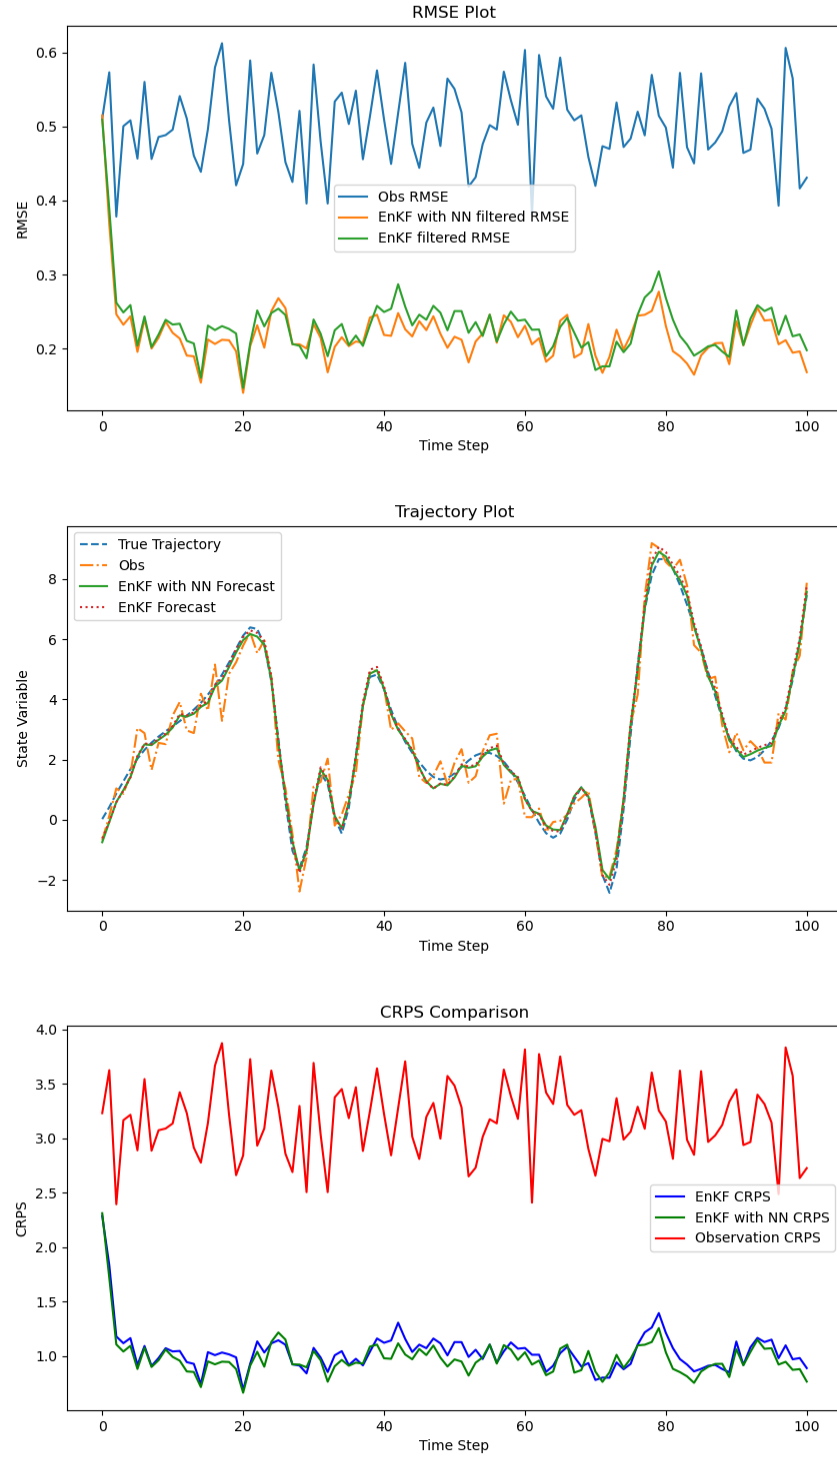 RMSE Plot
RMSE
0.6
0.5
0.4
0.3
0.2
Obs RMSE
EnKF with NN filtered RMSE
EnKF filtered RMSE
0 20 40 60 80 100
Time Step
Trajectory Plot
State Variable
8
6
4
2
0
−2
True Trajectory
Obs
EnKF with NN Forecast
EnKF Forecast
0 20 40 60 80 100
Time Step
CRPS Comparison
CRPS
4.0
3.5
3.0
2.5
2.0
1.5
1.0
EnKF CRPS
EnKF with NN CRPS
Observation CRPS
0 20 40 60 80 100
Time Step